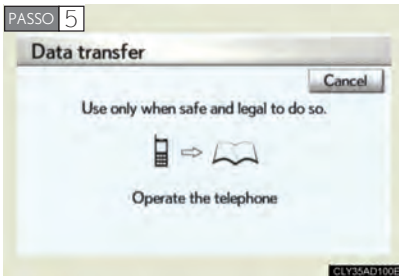 PASSO 5
Data transfer
Cancel
Use only when safe and legal to do so.
Operate the telephone
CLY35AD100E